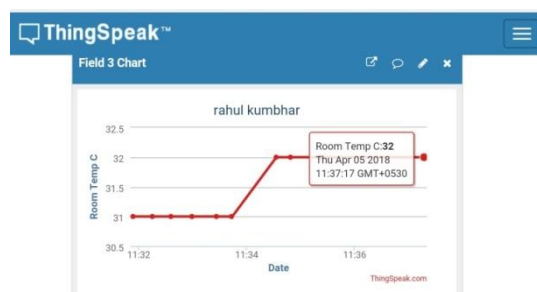 ThingSpeak™
Field 3 Chart
rahul kumbhar
32.5
32
31.5
31
30.5
Room Temp C
Room Temp C:32
Thu Apr 05 2018
11:37:17 GMT+0530
11:32
11:34
11:36
Date
ThingSpeak.com